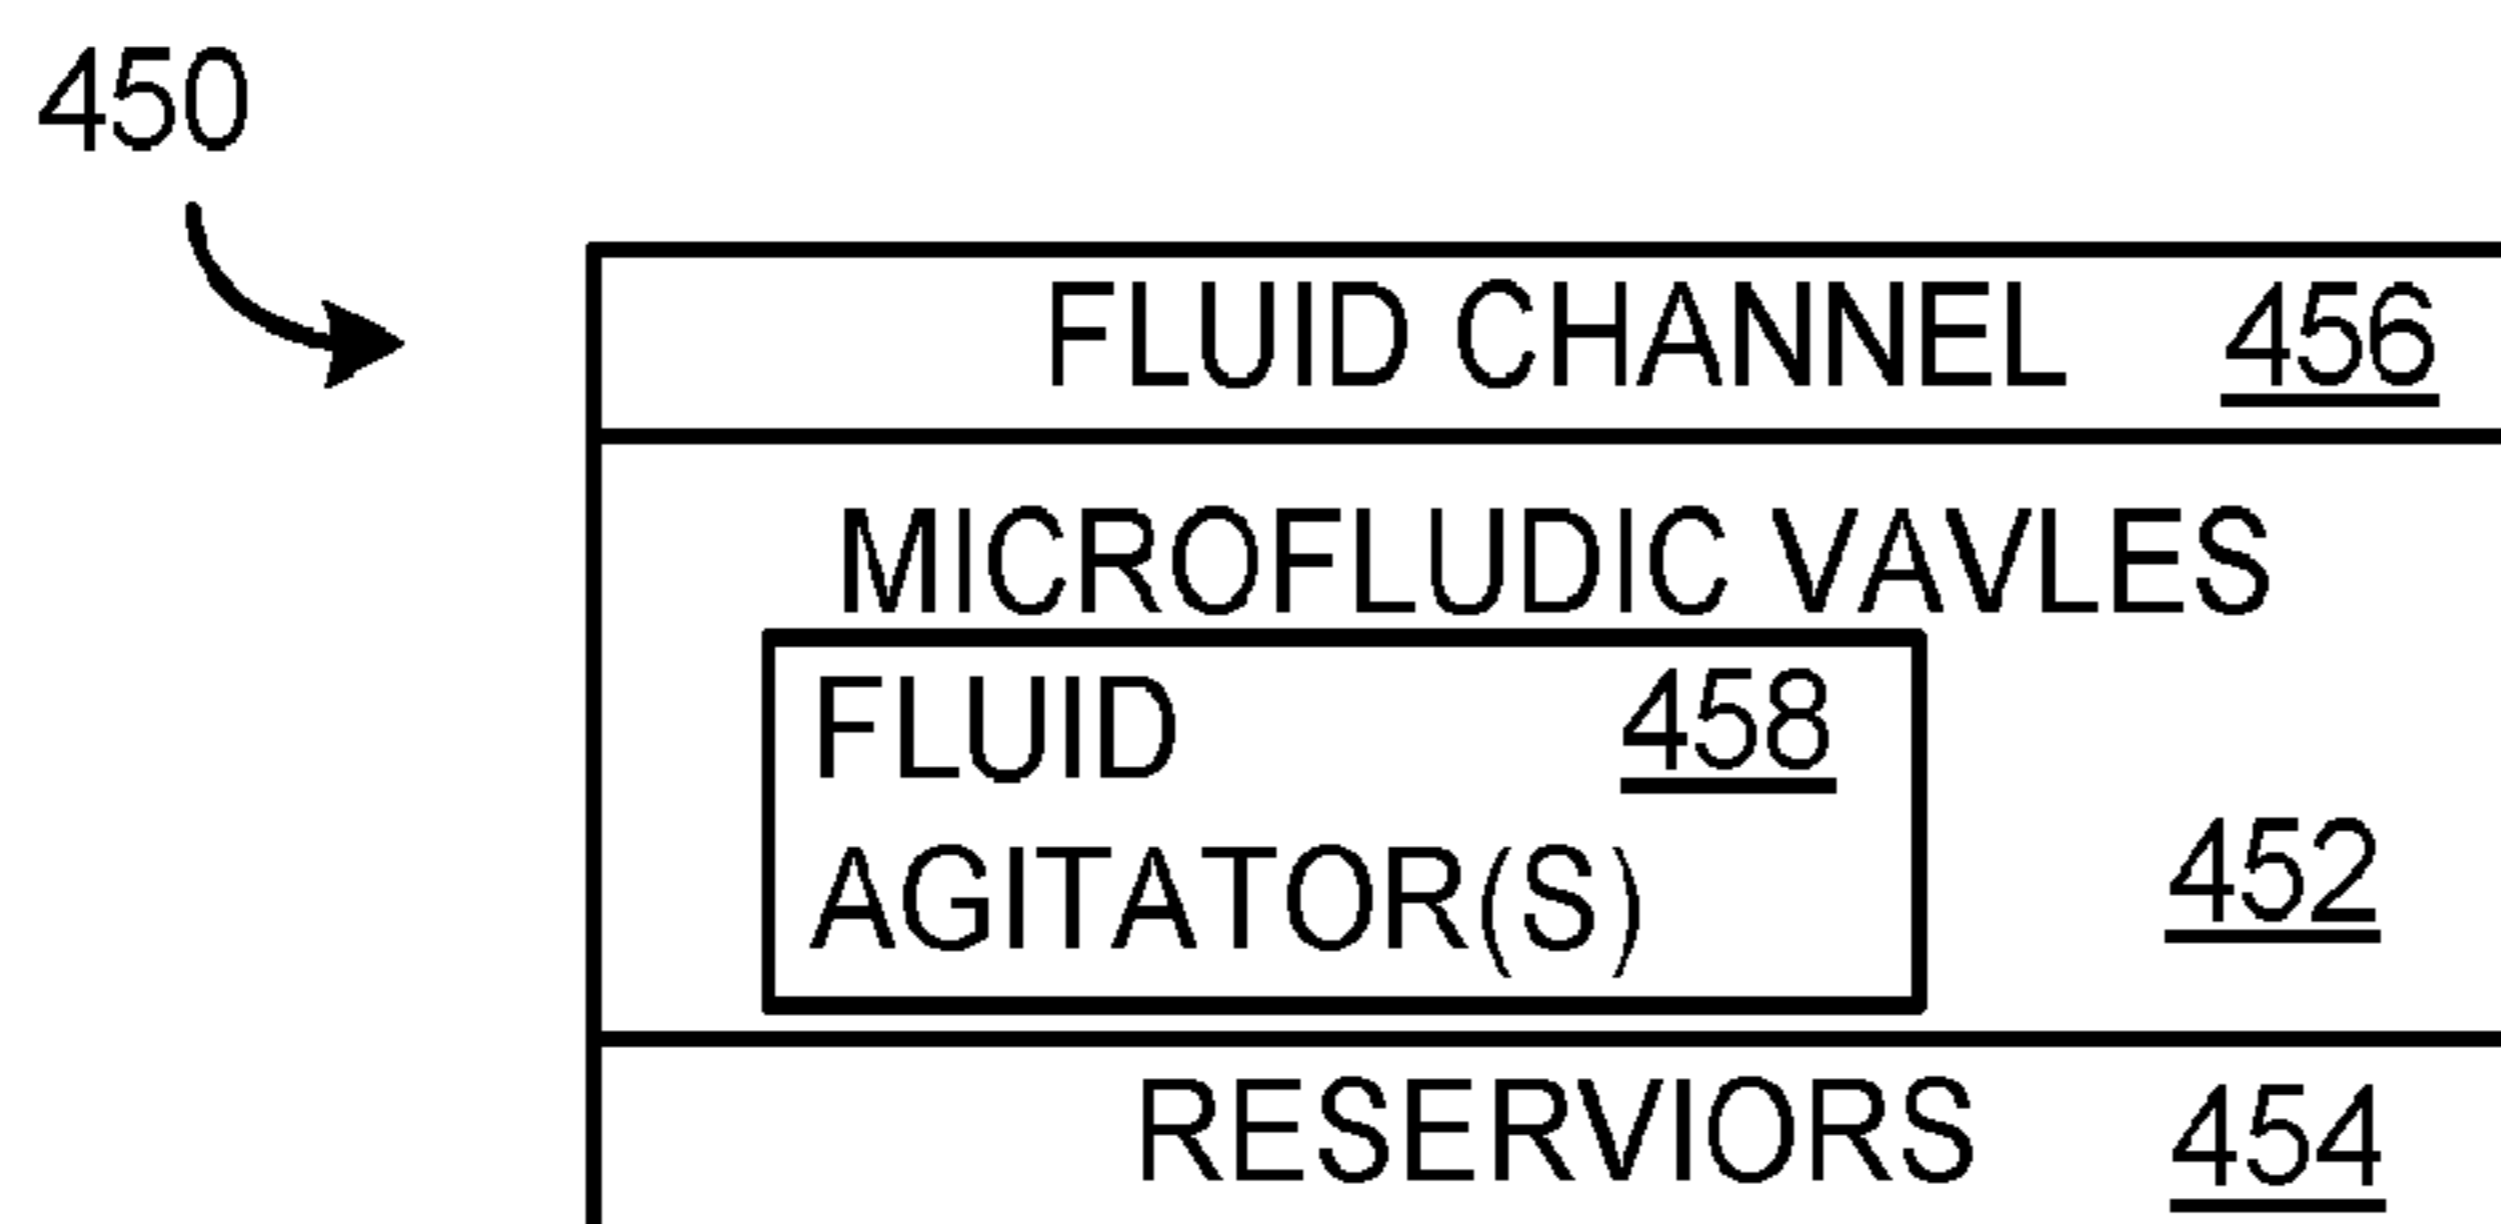 450
FLUID CHANNEL 456
MICROFLUDIC VAVLES
FLUID 458
AGITATOR(S)
452
RESERVIORS 454